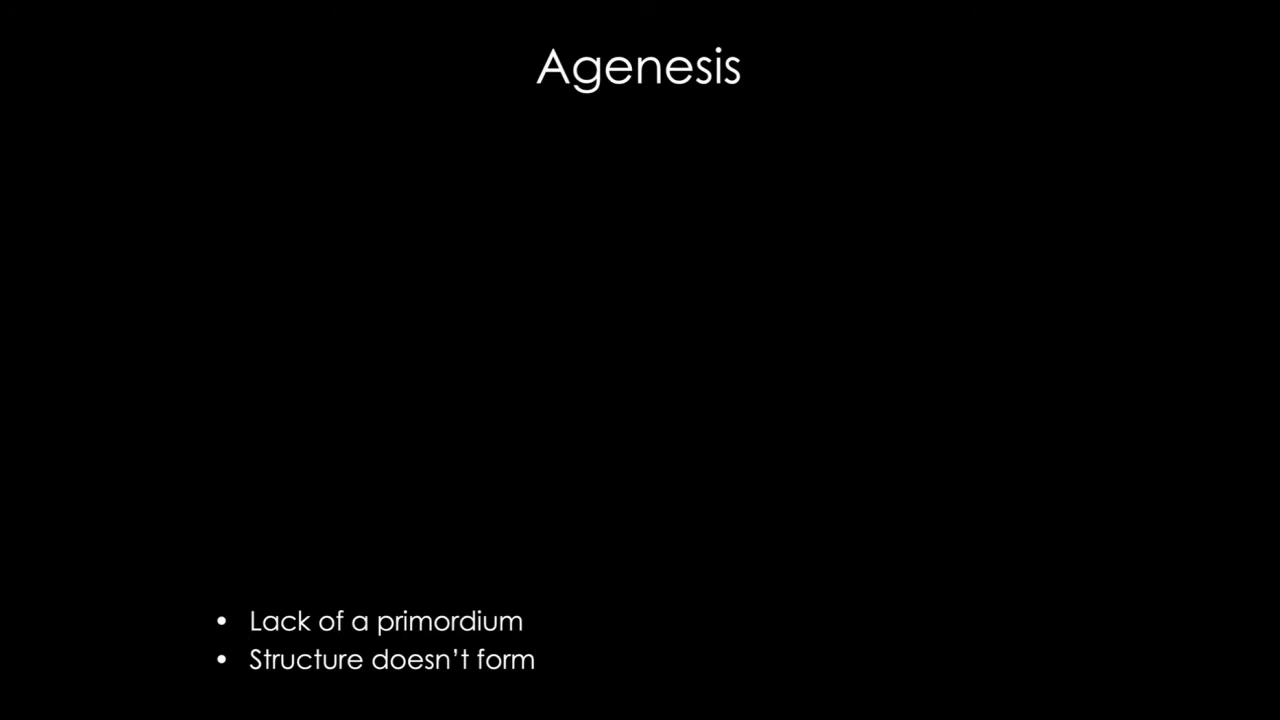 Agenesis
• Lack of a primordium
• Structure doesn’t form